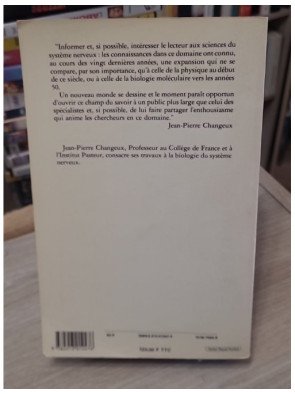 "Informer et, si possible, intéresser le lecteur aux sciences du
système nerveux : les connaissances dans ce domaine ont connu,
au cours des vingt dernières années, une expansion qui ne se
compare, par son importance, qu'à celle de la physique au début
de ce siècle, ou à celle de la biologie moléculaire vers les années
50.
Un nouveau monde se dessine et le moment paraît opportun
d'ouvrir ce champ du savoir à un public plus large que celui des
spécialistes et, si possible, de lui faire partager l'enthousiasme
qui anime les chercheurs en ce domaine."
Jean-Pierre Changeux
Jean-Pierre Changeux, Professeur au Collège de France et à
l'Institut Pasteur, consacre ses travaux à la biologie du système
nerveux.